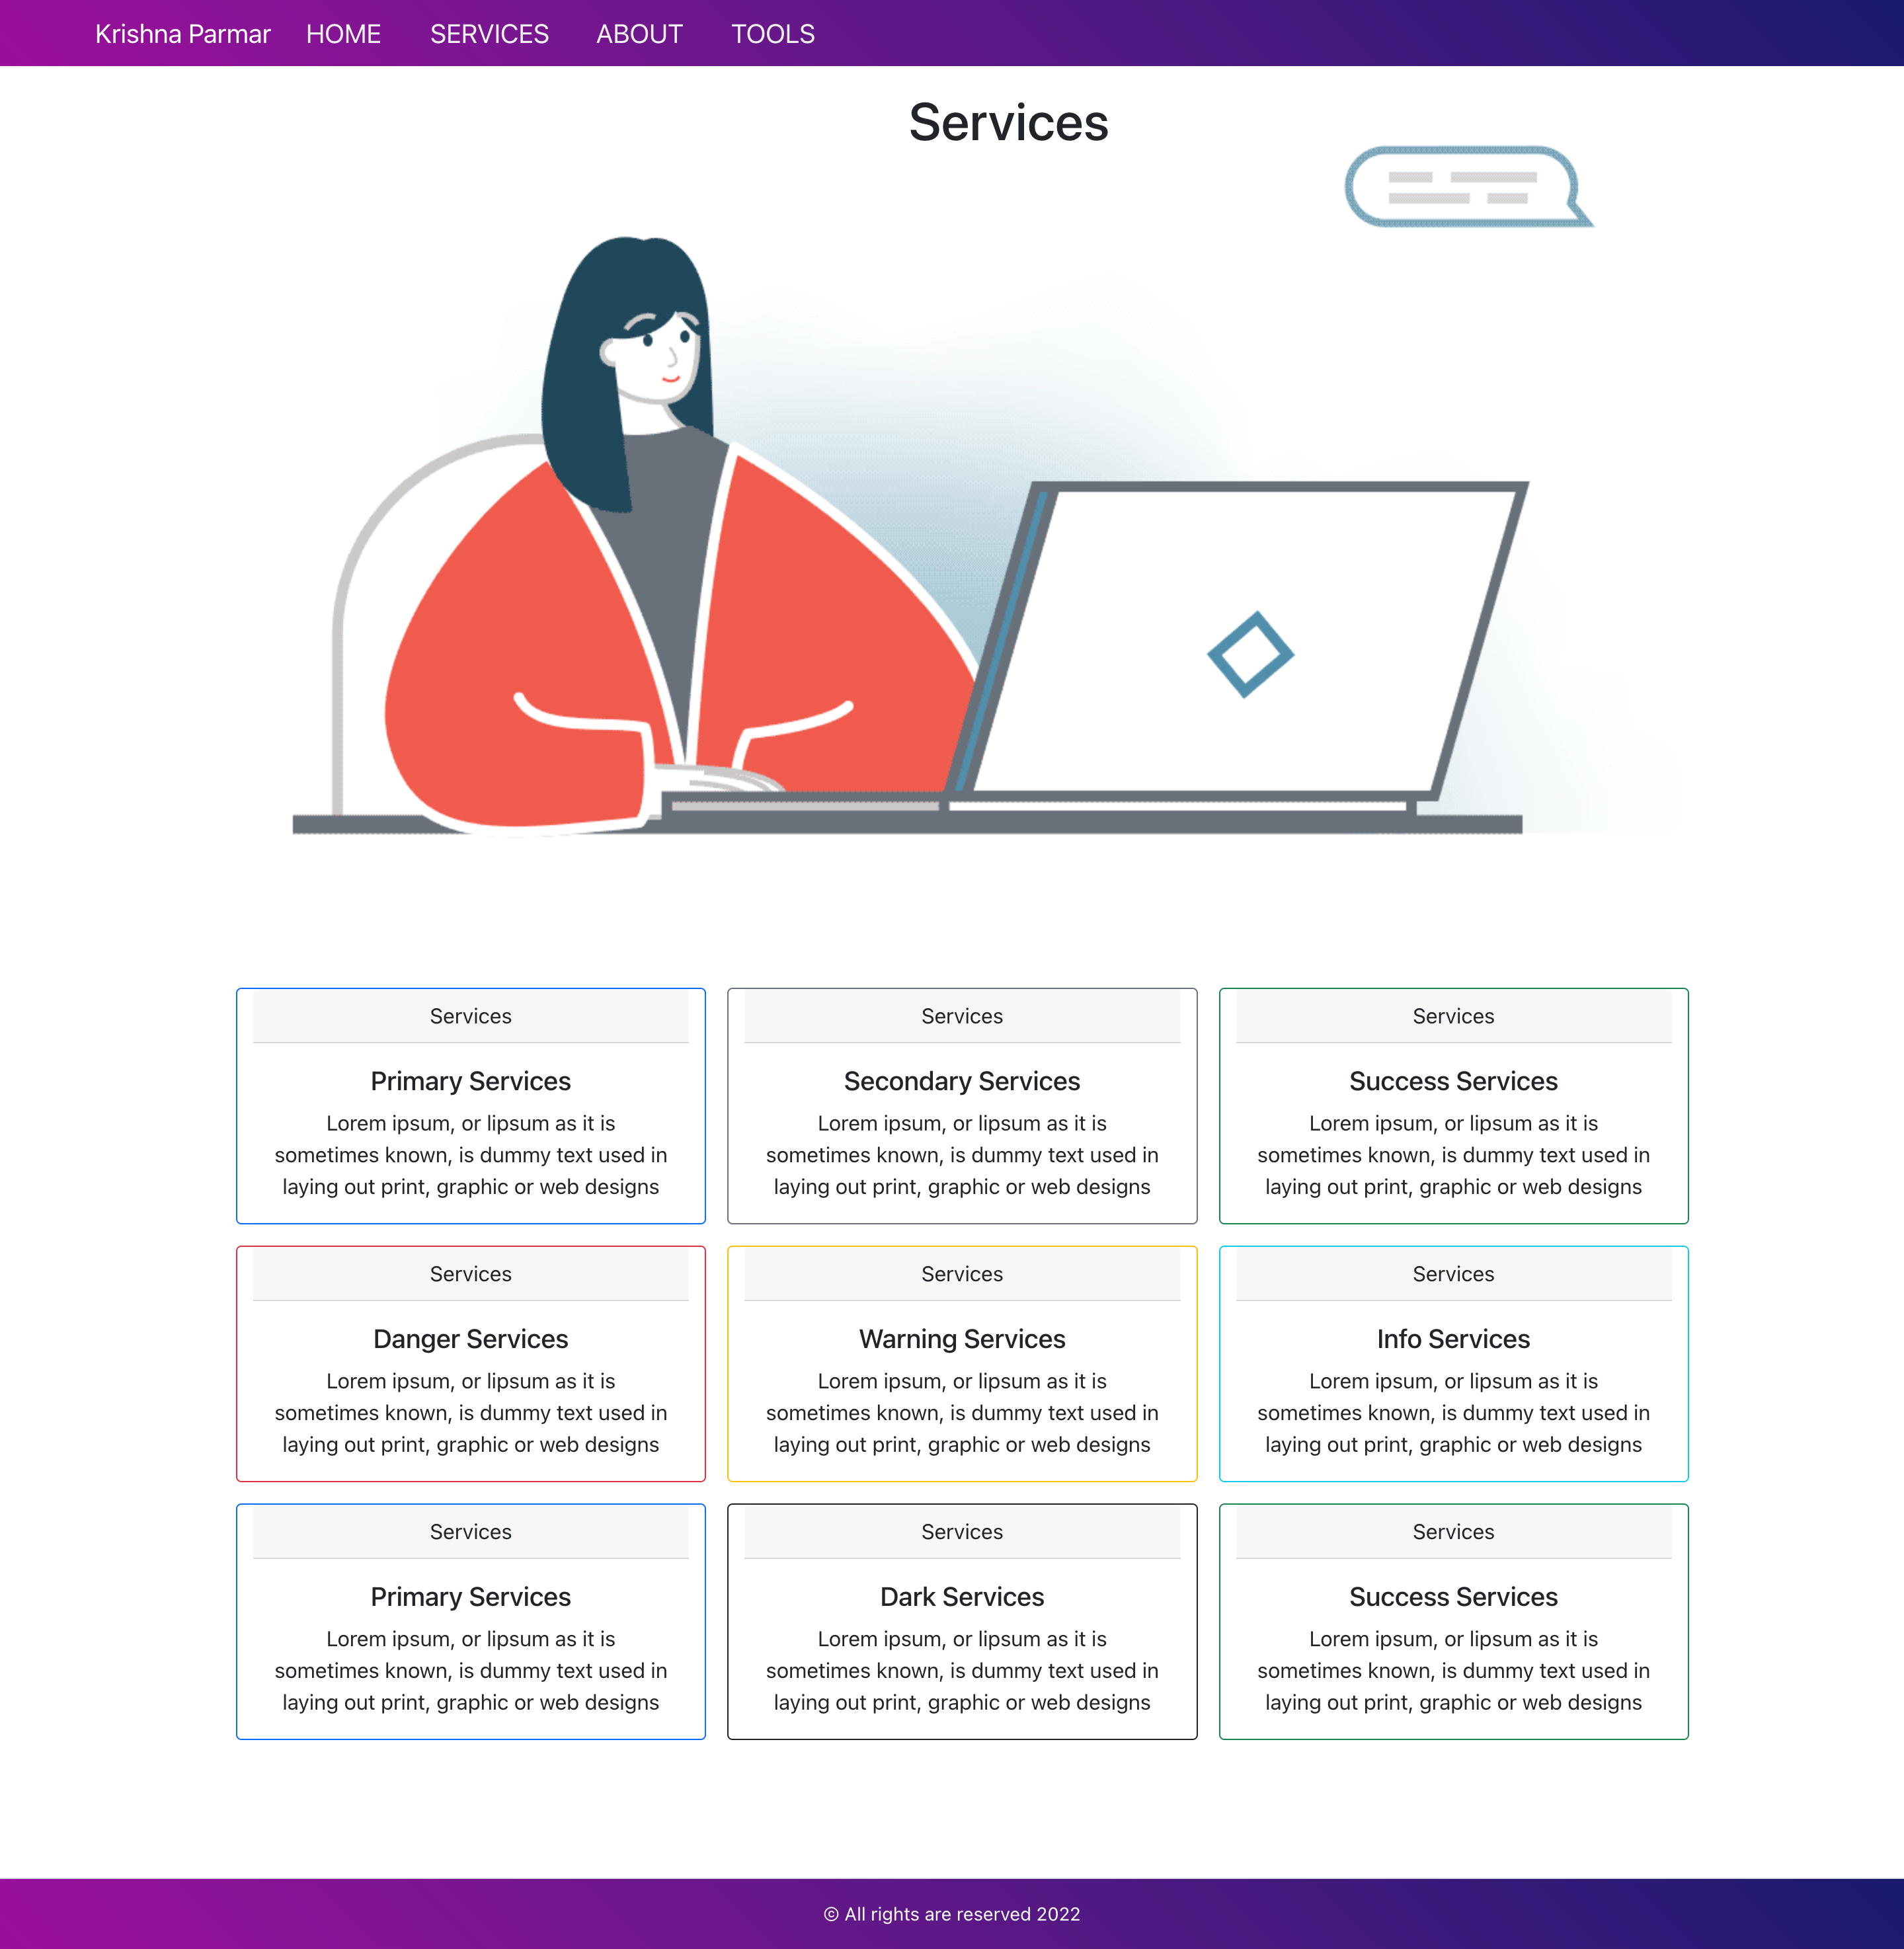 Krishna Parmar HOME SERVICES ABOUT TOOLS
Services
Services
Primary Services
Lorem ipsum, or lipsum as it is
sometimes known, is dummy text used in
laying out print, graphic or web designs
Services
Secondary Services
Lorem ipsum, or lipsum as it is
sometimes known, is dummy text used in
laying out print, graphic or web designs
Services
Success Services
Lorem ipsum, or lipsum as it is
sometimes known, is dummy text used in
laying out print, graphic or web designs
Services
Danger Services
Lorem ipsum, or lipsum as it is
sometimes known, is dummy text used in
laying out print, graphic or web designs
Services
Warning Services
Lorem ipsum, or lipsum as it is
sometimes known, is dummy text used in
laying out print, graphic or web designs
Services
Info Services
Lorem ipsum, or lipsum as it is
sometimes known, is dummy text used in
laying out print, graphic or web designs
Services
Primary Services
Lorem ipsum, or lipsum as it is
sometimes known, is dummy text used in
laying out print, graphic or web designs
Services
Dark Services
Lorem ipsum, or lipsum as it is
sometimes known, is dummy text used in
laying out print, graphic or web designs
Services
Success Services
Lorem ipsum, or lipsum as it is
sometimes known, is dummy text used in
laying out print, graphic or web designs
© All rights are reserved 2022